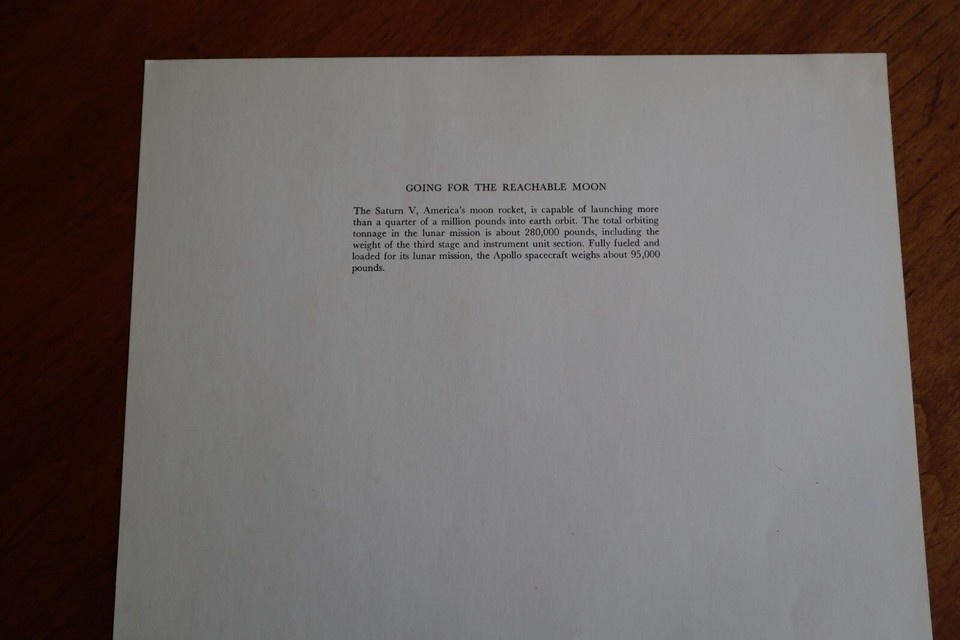 GOING FOR THE REACHABLE MOON
The Saturn V, America's moon rocket, is capable of launching more
than a quarter of a million pounds into earth orbit. The total orbiting
tonnage in the lunar mission is about 280,000 pounds, including the
weight of the third stage and instrument unit section. Fully fueled and
loaded for its lunar mission, the Apollo spacecraft weighs about 95,000
pounds.